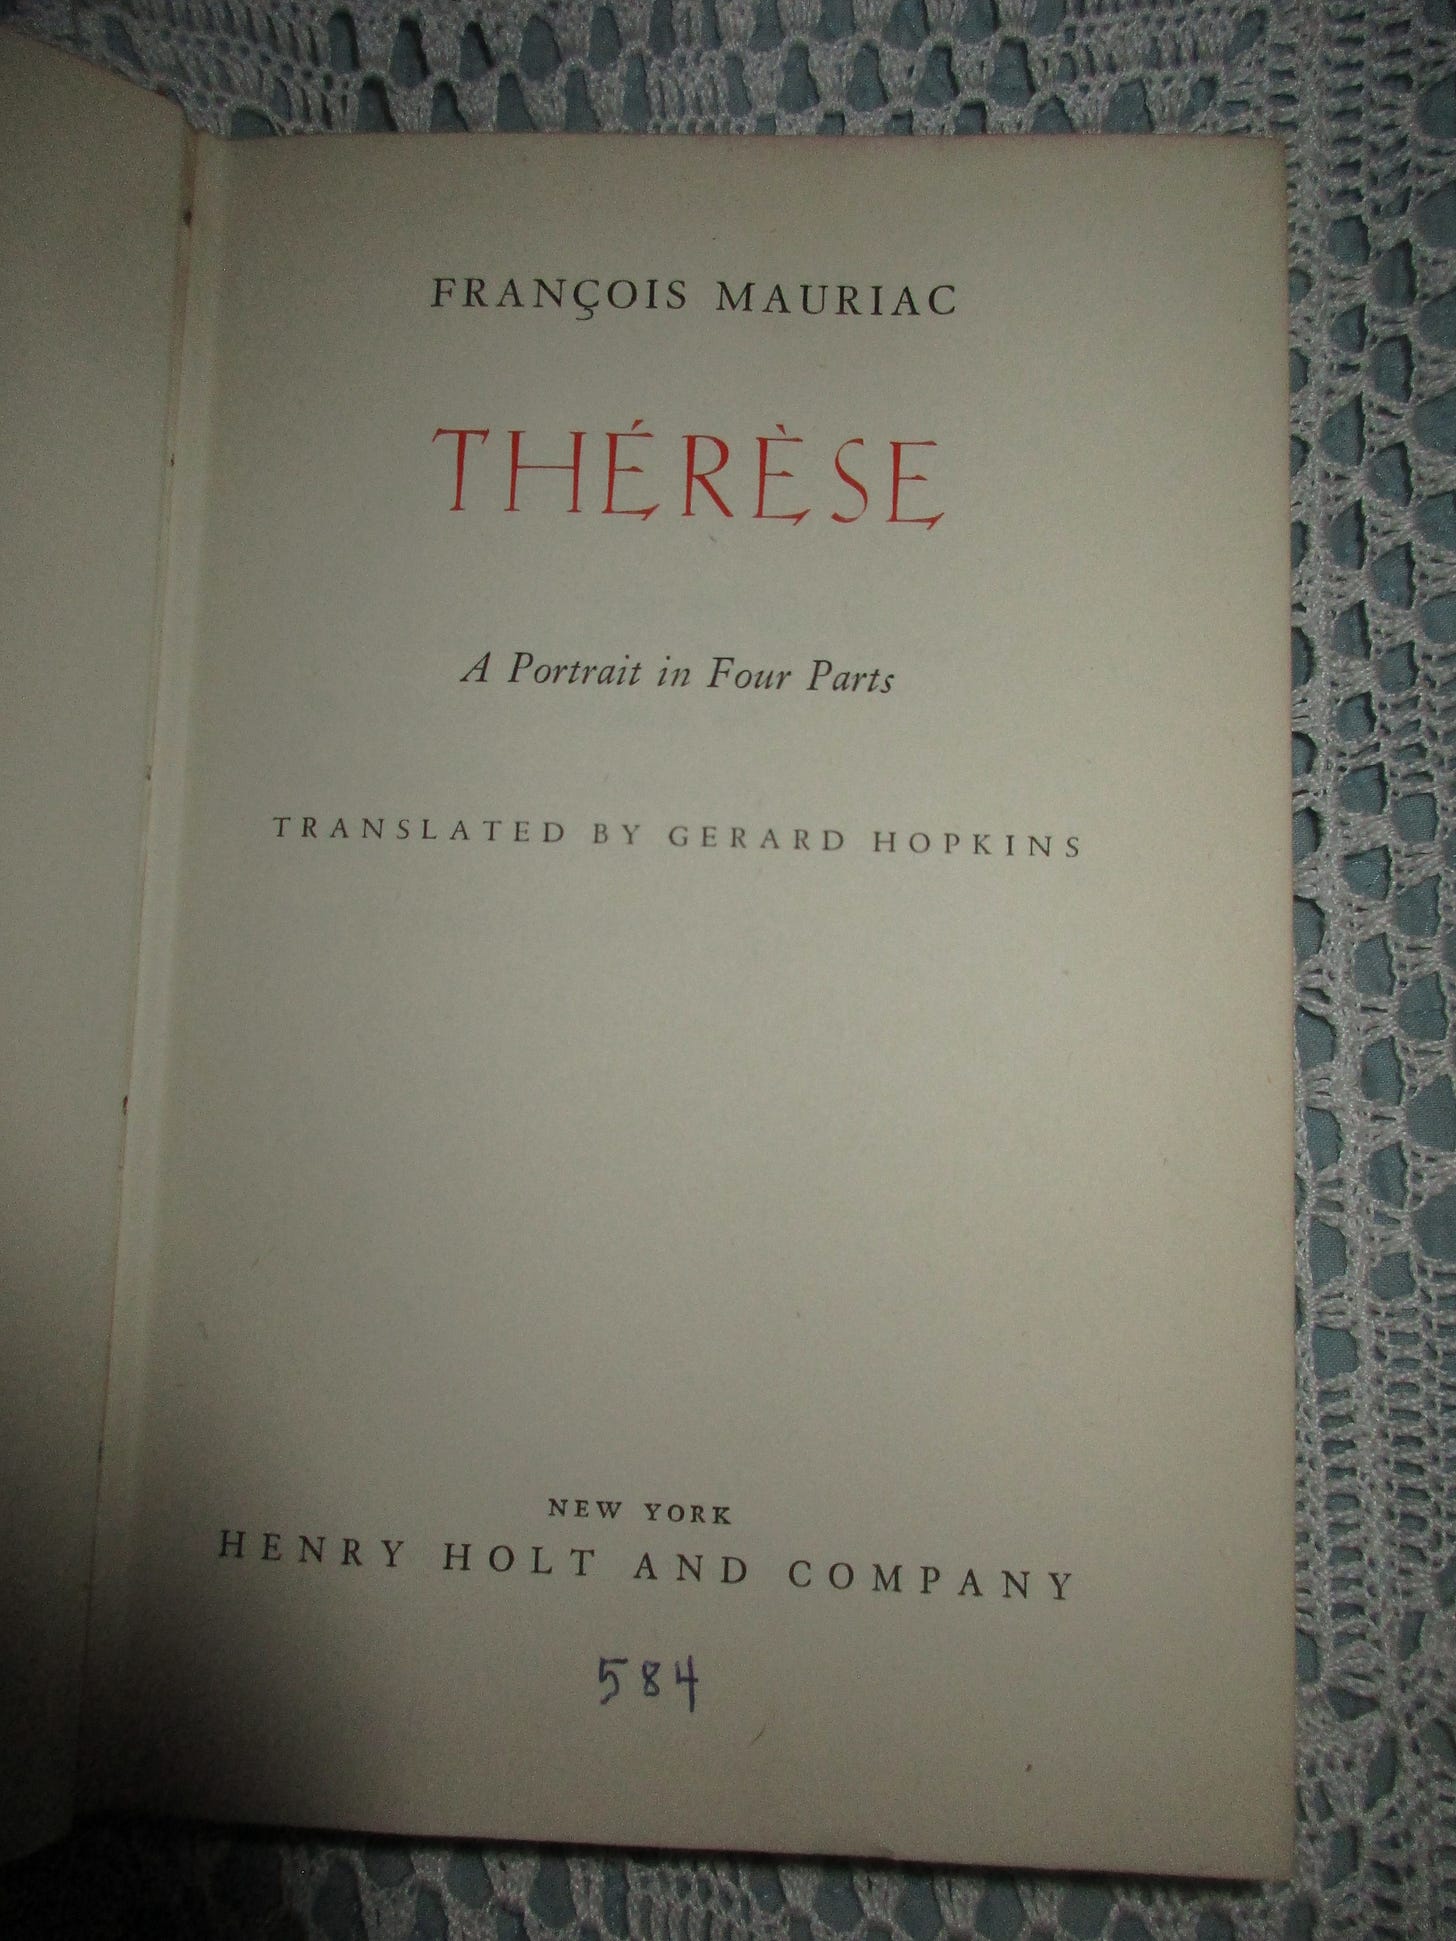 FRANÇOIS MAURIAC
THÉRÈSE
A Portrait in Four Parts
TRANSLATED BY GERARD HOPKINS
NEW YORK
HENRY HOLT AND COMPANY
584